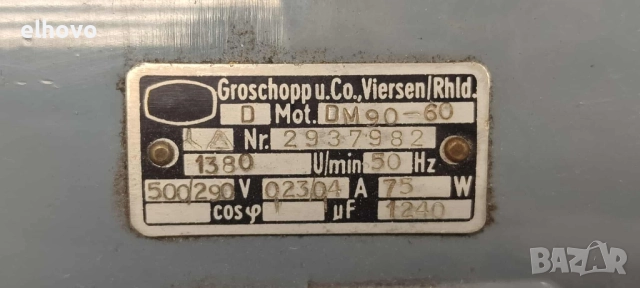 elhovo
Groschopp u. Co., Viersen/Rhld.
D Mot. DM90-60
Nr. 2937982
1380 U/min 50 Hz
500/290 V 0,23/0,4 A 75 W
cosφ µF 1240
BAZAR